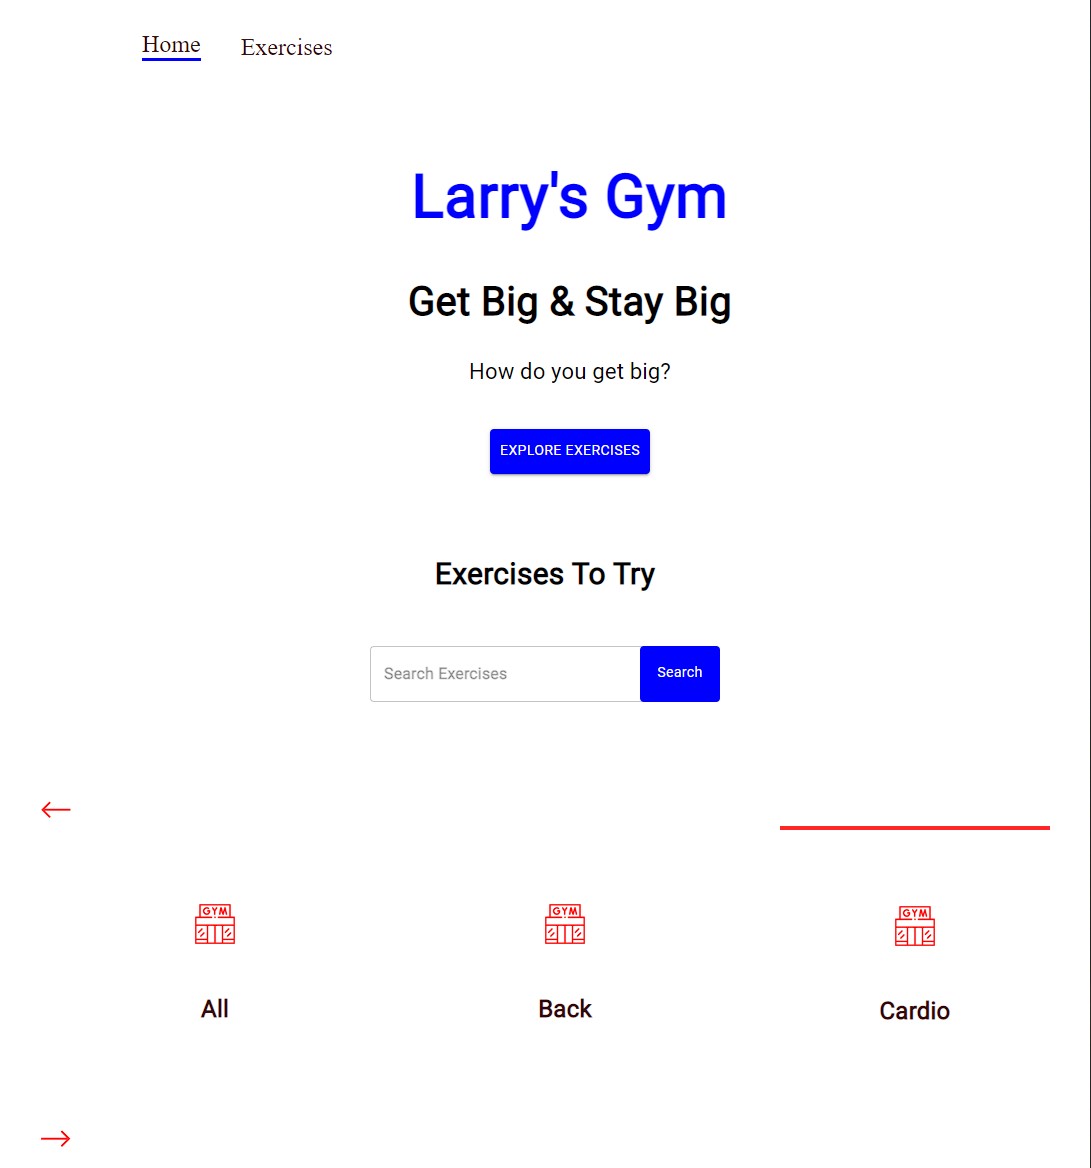 Home Exercises
Larry's Gym
Get Big & Stay Big
How do you get big?
EXPLORE EXERCISES
Exercises To Try
Search Exercises Search
GYM GYM GYM
All Back Cardio